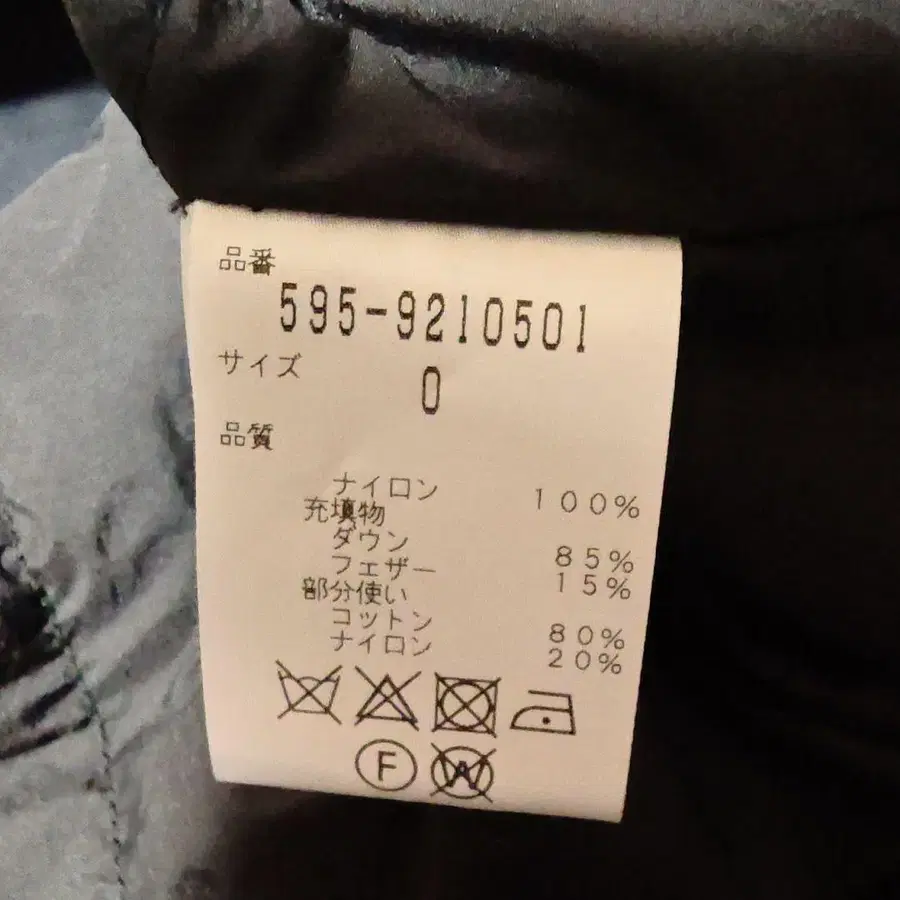 品番
595-9210501
サイズ
0
品質
ナイロン 100%
充填物
ダウン 85%
フェザー 15%
部分使い
コットン 80%
ナイロン 20%
F W